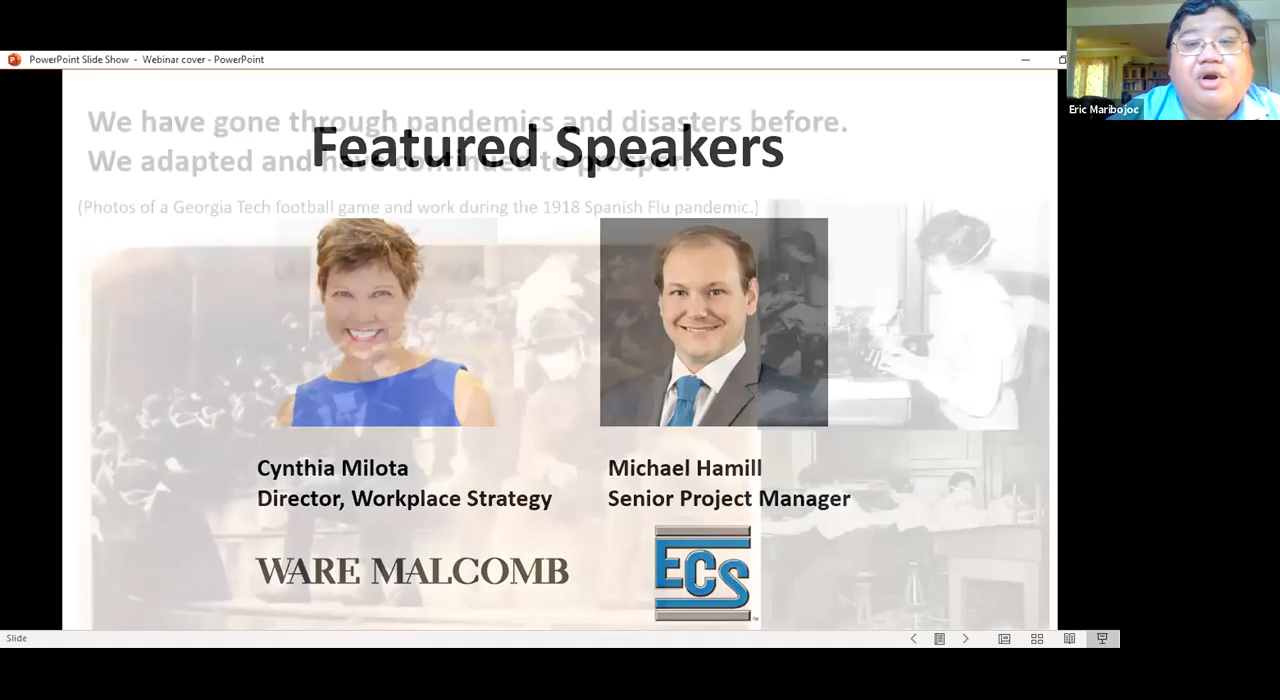 PowerPoint Slide Show - Webinar cover - PowerPoint
Eric Maribojoc
We have gone through pandemics and disasters before.
We adapted and have continued to prosper.
Featured Speakers
(Photos of a Georgia Tech football game and work during the 1918 Spanish Flu pandemic.)
Cynthia Milota
Director, Workplace Strategy
WARE MALCOMB
Michael Hamill
Senior Project Manager
ECS
TM
Slide